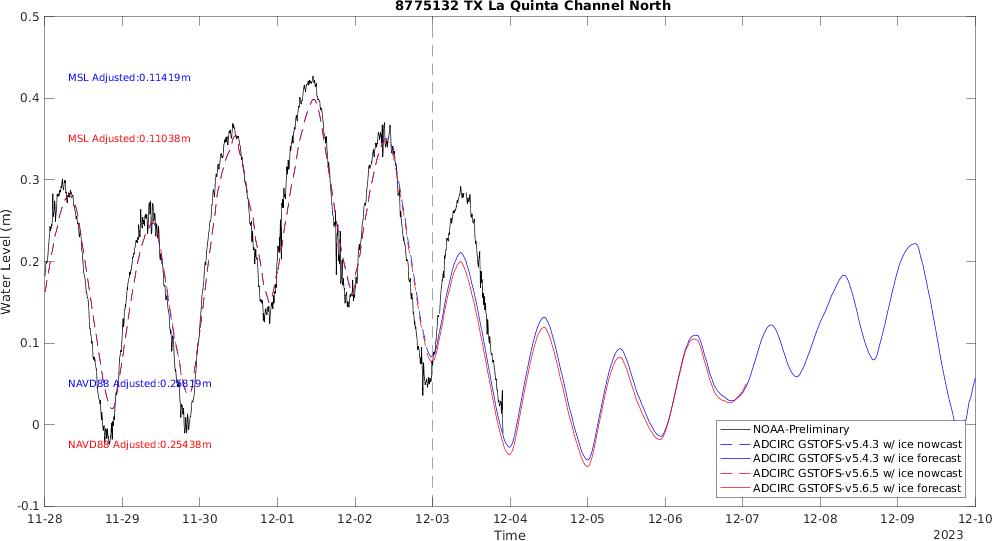 8775132 TX La Quinta Channel North
0.5
0.4
0.3
0.2
0.1
0
-0.1
Water Level (m)
MSL Adjusted:0.11419m
MSL Adjusted:0.11038m
NAVD88 Adjusted:0.25819m
NAVD88 Adjusted:0.25438m
NOAA-Preliminary
ADCIRC GSTOFS-v5.4.3 w/ ice nowcast
ADCIRC GSTOFS-v5.4.3 w/ ice forecast
ADCIRC GSTOFS-v5.6.5 w/ ice nowcast
ADCIRC GSTOFS-v5.6.5 w/ ice forecast
11-28 11-29 11-30 12-01 12-02 12-03 12-04 12-05 12-06 12-07 12-08 12-09 12-10
Time
2023